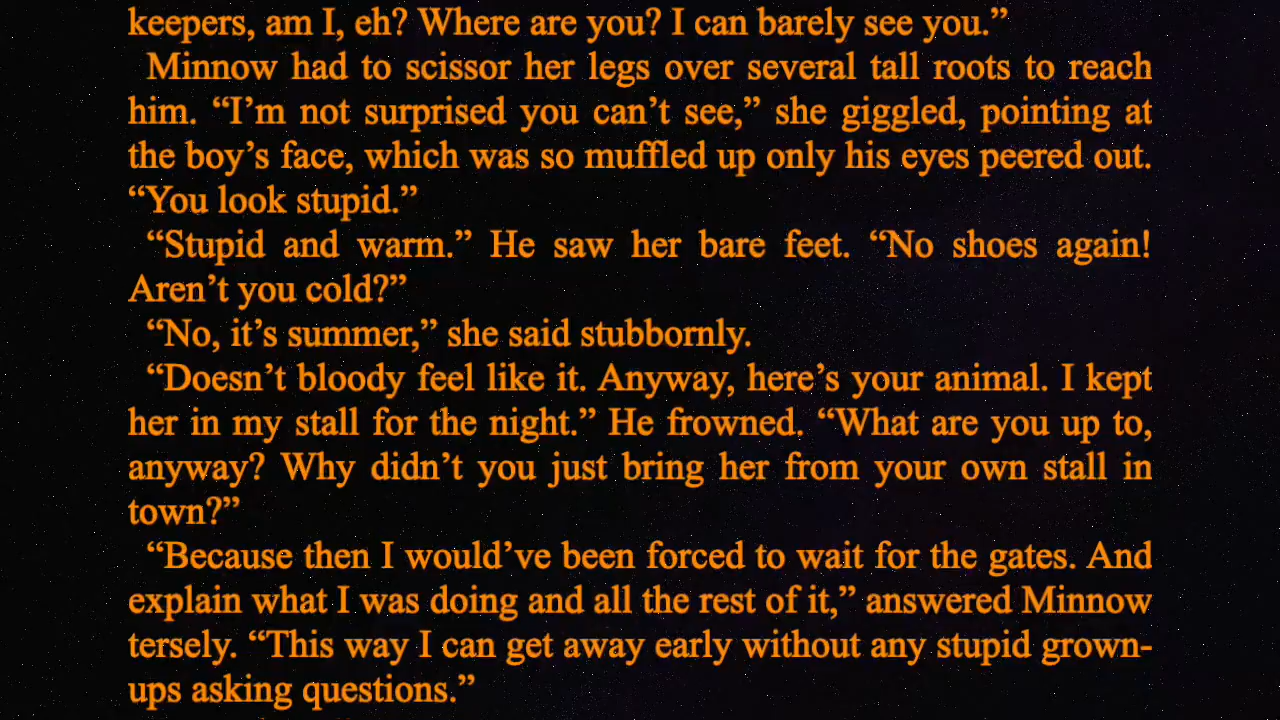 keepers, am I, eh? Where are you? I can barely see you.”
Minnow had to scissor her legs over several tall roots to reach
him. “I’m not surprised you can’t see,” she giggled, pointing at
the boy’s face, which was so muffled up only his eyes peered out.
“You look stupid.”
“Stupid and warm.” He saw her bare feet. “No shoes again!
Aren’t you cold?”
“No, it’s summer,” she said stubbornly.
“Doesn’t bloody feel like it. Anyway, here’s your animal. I kept
her in my stall for the night.” He frowned. “What are you up to,
anyway? Why didn’t you just bring her from your own stall in
town?”
“Because then I would’ve been forced to wait for the gates. And
explain what I was doing and all the rest of it,” answered Minnow
tersely. “This way I can get away early without any stupid grown-
ups asking questions.”